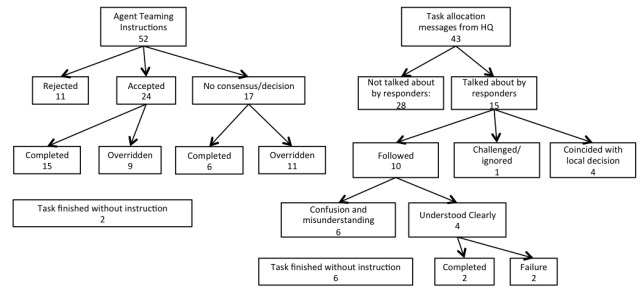 Agent Teaming
Instructions
52
Rejected
11
Accepted
24
No consensus/decision
17
Completed
15
Overridden
9
Completed
6
Overridden
11
Task finished without instruction
2
Task allocation
messages from HQ
43
Not talked about
by responders:
28
Talked about by
responders
15
Followed
10
Challenged/
ignored
1
Coincided with
local decision
4
Confusion and
misunderstanding
6
Understood Clearly
4
Task finished without instruction
6
Completed
2
Failure
2